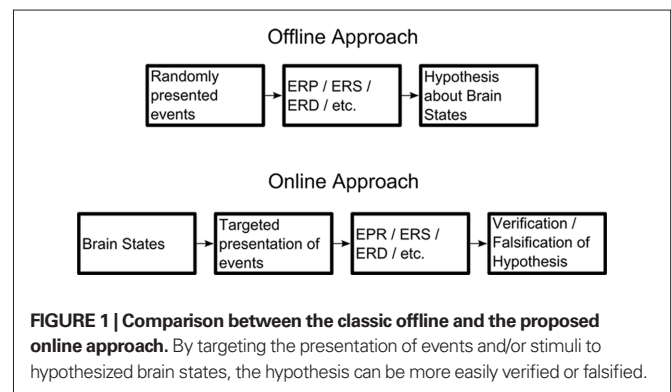 Offline Approach
Randomly
presented
events
ERP / ERS /
ERD / etc.
Hypothesis
about Brain
States
Online Approach
Brain States
Targeted
presentation of
events
EPR / ERS /
ERD / etc.
Verification /
Falsification of
Hypothesis
FIGURE 1 | Comparison between the classic offline and the proposed
online approach. By targeting the presentation of events and/or stimuli to
hypothesized brain states, the hypothesis can be more easily verified or falsified.